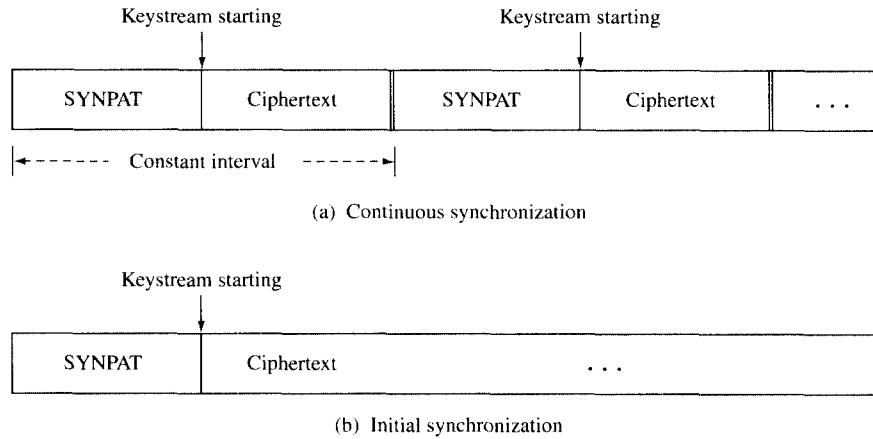 Keystream starting Keystream starting
SYNPAT Ciphertext SYNPAT Ciphertext . . .
Constant interval
(a) Continuous synchronization
Keystream starting
SYNPAT Ciphertext . . .
(b) Initial synchronization